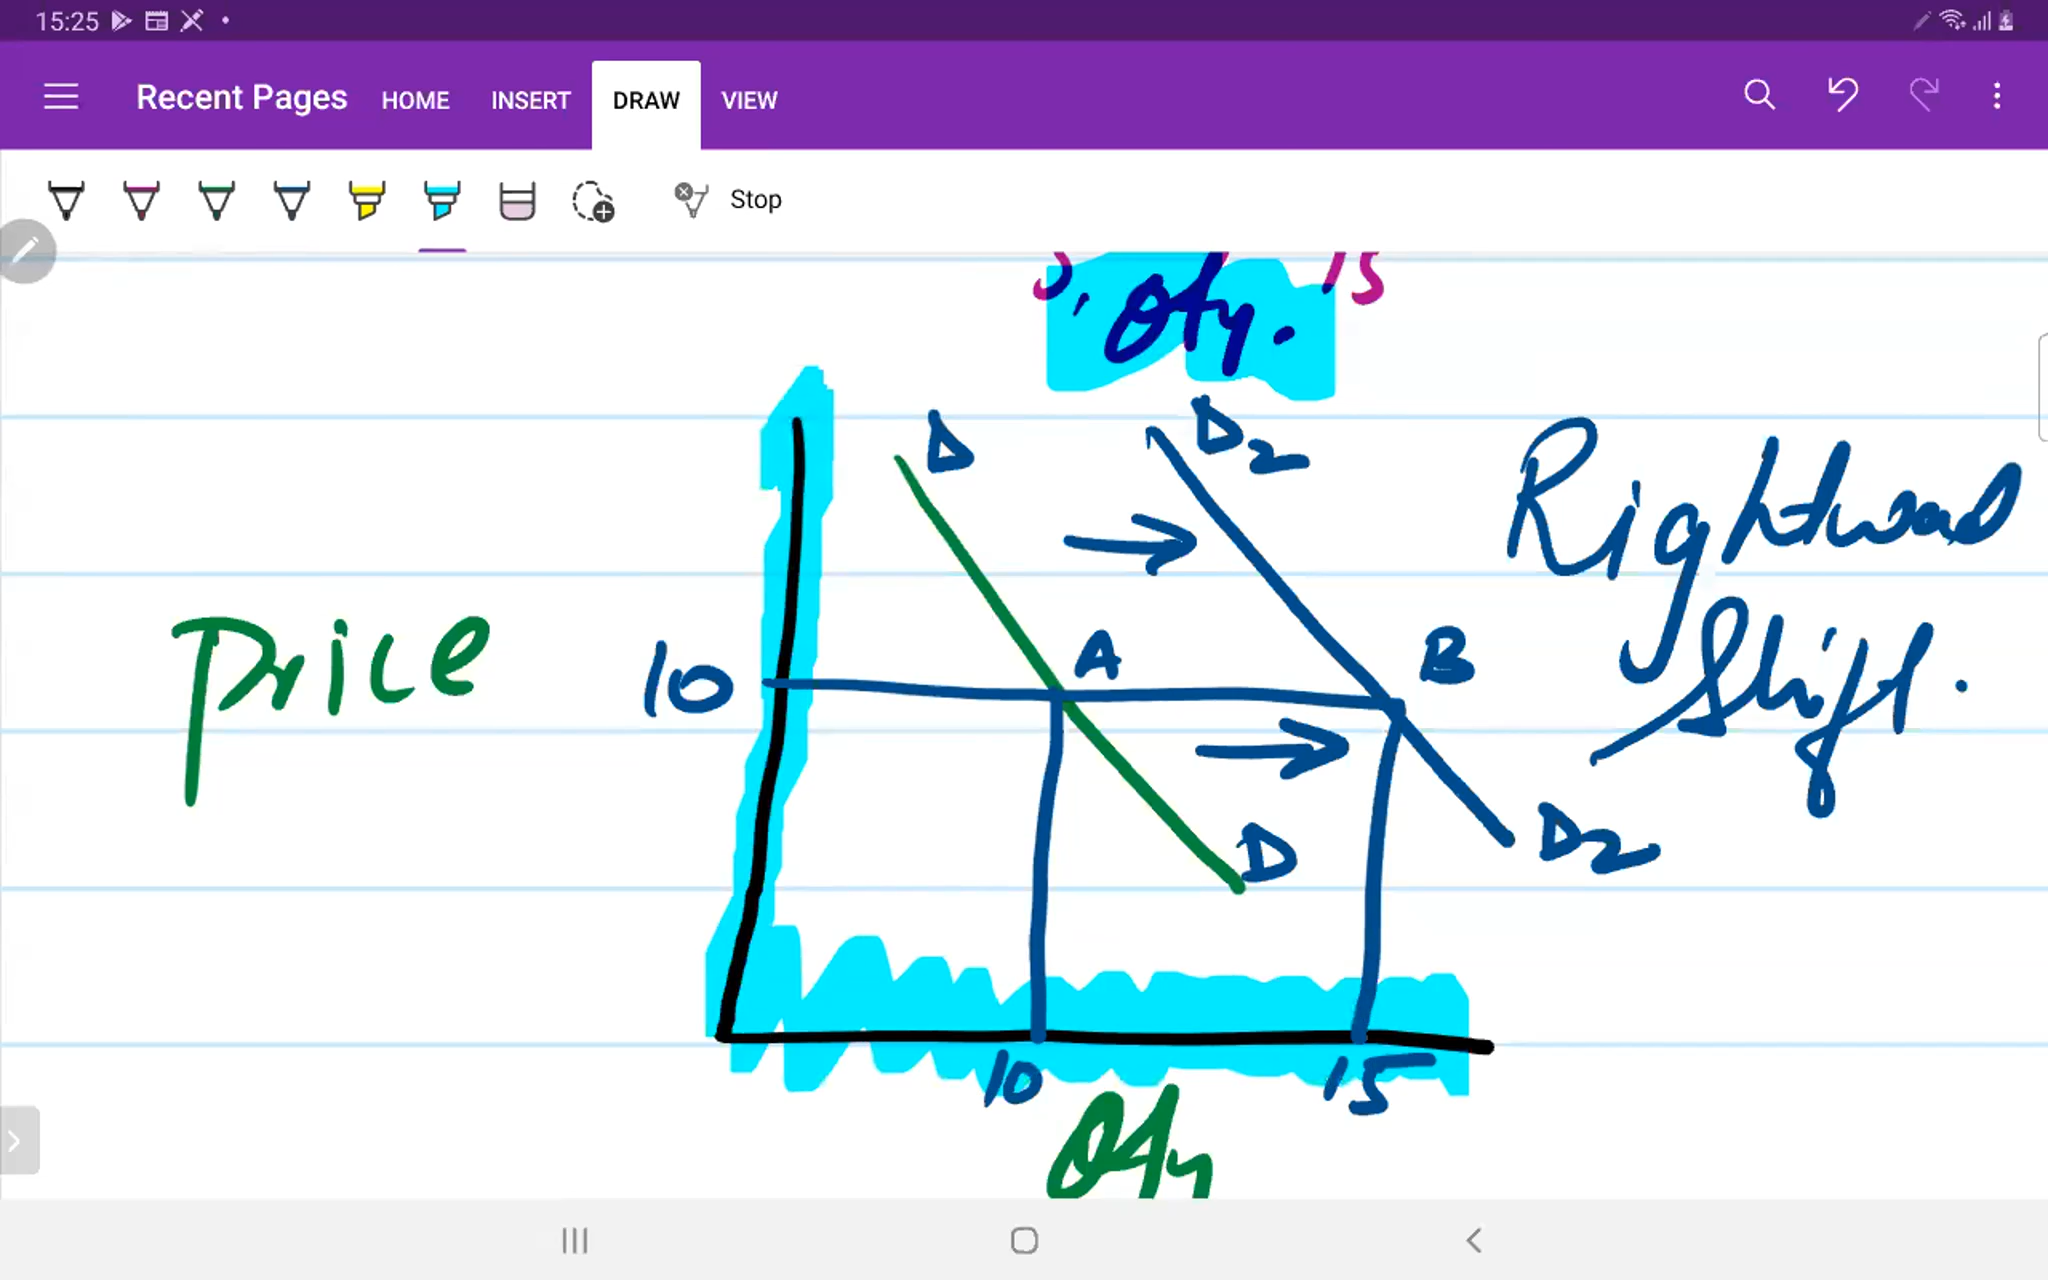 15:25
Recent Pages HOME INSERT DRAW VIEW
Stop
15
Qty.
D D2
Rightward
Shift.
Price 10 A B
D D2
10 15
Qty